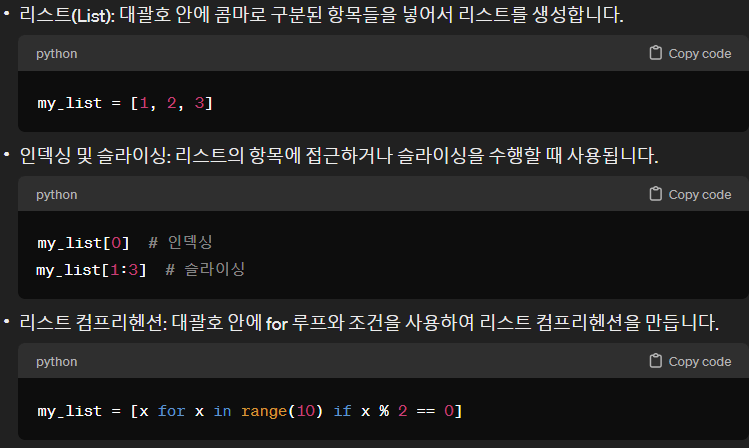 • 리스트(List): 대괄호 안에 콤마로 구분된 항목들을 넣어서 리스트를 생성합니다.
python Copy code
my_list = [1, 2, 3]
• 인덱싱 및 슬라이싱: 리스트의 항목에 접근하거나 슬라이싱을 수행할 때 사용됩니다.
python Copy code
my_list[0]  # 인덱싱
my_list[1:3]  # 슬라이싱
• 리스트 컴프리헨션: 대괄호 안에 for 루프와 조건을 사용하여 리스트 컴프리헨션을 만듭니다.
python Copy code
my_list = [x for x in range(10) if x % 2 == 0]